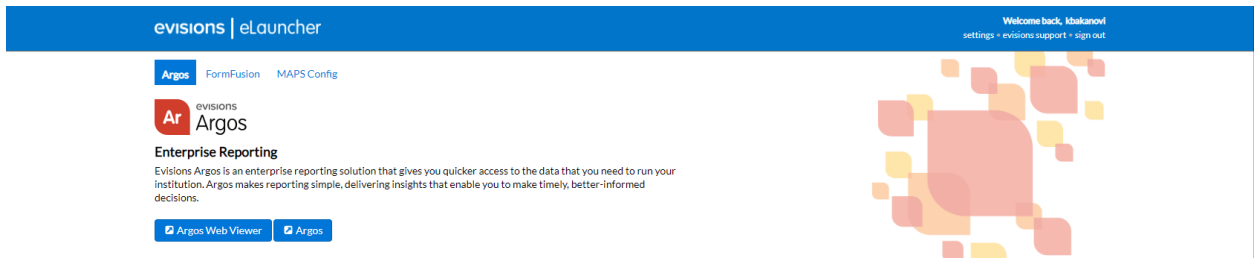 evisions | eLauncher
Welcome back, kbakanovi
settings • evisions support • sign out
Argos FormFusion MAPS Config
Ar evisions Argos
Enterprise Reporting
Evisions Argos is an enterprise reporting solution that gives you quicker access to the data that you need to run your
institution. Argos makes reporting simple, delivering insights that enable you to make timely, better-informed
decisions.
Argos Web Viewer Argos